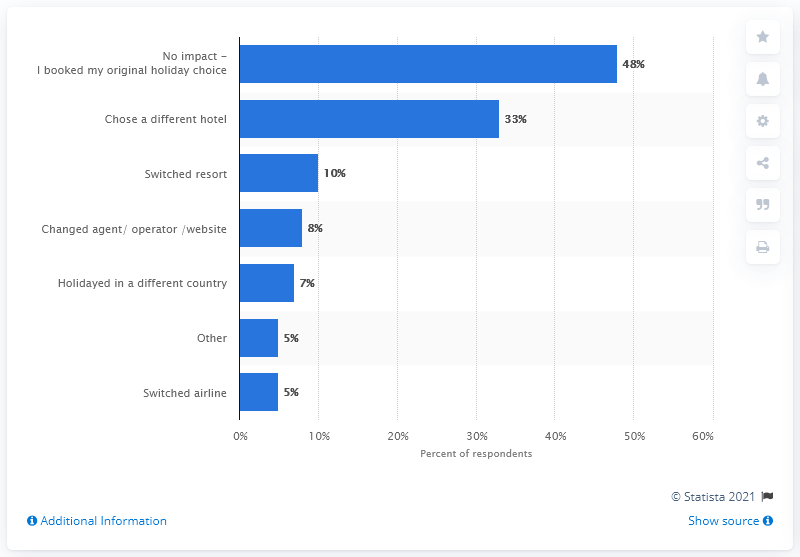 No impact –
I booked my original holiday choice
48%
Chose a different hotel
33%
Switched resort
10%
Changed agent/ operator /website
8%
Holidayed in a different country
7%
Other
5%
Switched airline
5%
0% 10% 20% 30% 40% 50% 60%
Percent of respondents
© Statista 2021
Additional Information
Show source